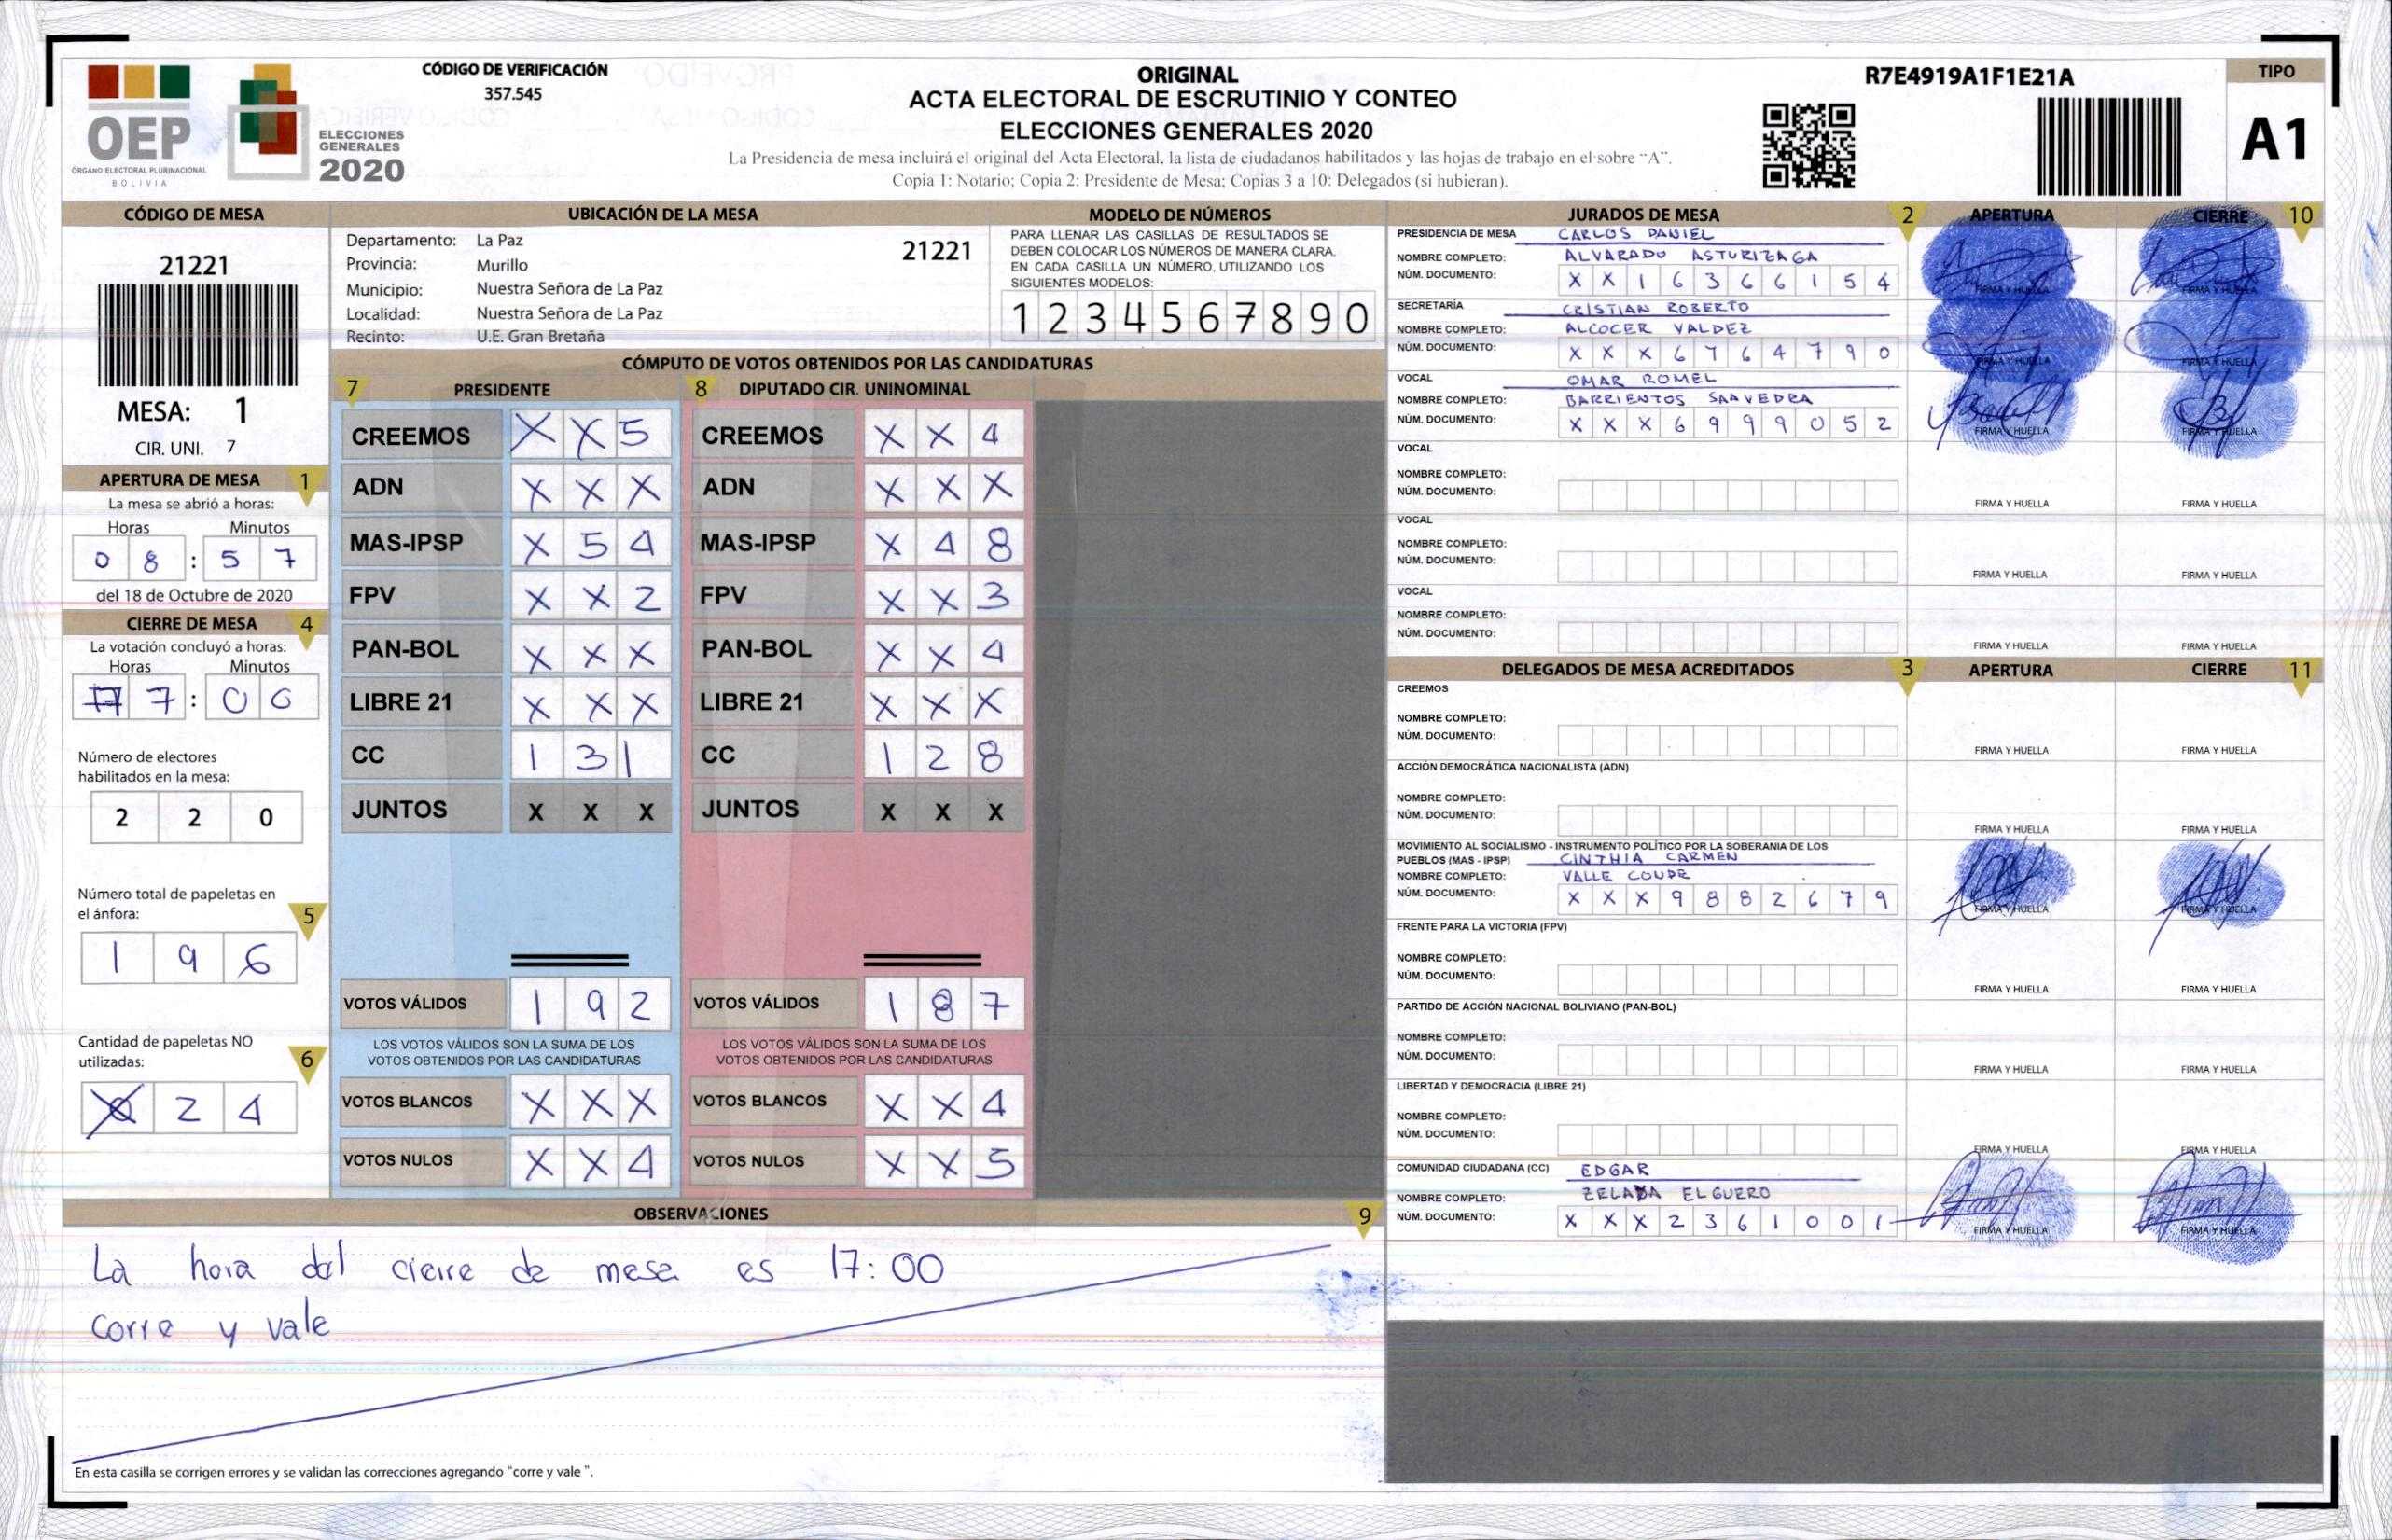 OEP
ÓRGANO ELECTORAL PLURINACIONAL
BOLIVIA
ELECCIONES
GENERALES
2020
CÓDIGO DE VERIFICACIÓN
357.545
ORIGINAL
ACTA ELECTORAL DE ESCRUTINIO Y CONTEO
ELECCIONES GENERALES 2020
La Presidencia de mesa incluirá el original del Acta Electoral, la lista de ciudadanos habilitados y las hojas de trabajo en el sobre "A".
Copia 1: Notario; Copia 2: Presidente de Mesa; Copias 3 a 10: Delegados (si hubieran).
R7E4919A1F1E21A
TIPO
A1
CÓDIGO DE MESA
21221
MESA: 1
CIR. UNI. 7
APERTURA DE MESA 1
La mesa se abrió a horas:
Horas Minutos
0 8 : 5 7
del 18 de Octubre de 2020
CIERRE DE MESA 4
La votación concluyó a horas:
Horas Minutos
7 : 0 0
Número de electores
habilitados en la mesa:
2 2 0
Número total de papeletas en
el ánfora: 5
1 9 6
Cantidad de papeletas NO
utilizadas: 6
2 4
UBICACIÓN DE LA MESA
Departamento: La Paz 21221
Provincia: Murillo
Municipio: Nuestra Señora de La Paz
Localidad: Nuestra Señora de La Paz
Recinto: U.E. Gran Bretaña
MODELO DE NÚMEROS
PARA LLENAR LAS CASILLAS DE RESULTADOS SE
DEBEN COLOCAR LOS NÚMEROS DE MANERA CLARA.
EN CADA CASILLA UN NÚMERO, UTILIZANDO LOS
SIGUIENTES MODELOS:
1 2 3 4 5 6 7 8 9 0
CÓMPUTO DE VOTOS OBTENIDOS POR LAS CANDIDATURAS
7 PRESIDENTE 8 DIPUTADO CIR. UNINOMINAL
CREEMOS X X 5 CREEMOS X X 4
ADN X X X ADN X X X
MAS-IPSP X 5 4 MAS-IPSP X 4 8
FPV X X 2 FPV X X 3
PAN-BOL X X X PAN-BOL X X 4
LIBRE 21 X X X LIBRE 21 X X X
CC 1 3 1 CC 1 2 8
JUNTOS X X X JUNTOS X X X
VOTOS VÁLIDOS 1 9 2 VOTOS VÁLIDOS 1 8 7
LOS VOTOS VÁLIDOS SON LA SUMA DE LOS LOS VOTOS VÁLIDOS SON LA SUMA DE LOS
VOTOS OBTENIDOS POR LAS CANDIDATURAS VOTOS OBTENIDOS POR LAS CANDIDATURAS
VOTOS BLANCOS X X X VOTOS BLANCOS X X 4
VOTOS NULOS X X 4 VOTOS NULOS X X 5
OBSERVACIONES 9
La hora del cierre de mesa es 17:00
Corre y vale
En esta casilla se corrigen errores y se validan las correcciones agregando "corre y vale ".
JURADOS DE MESA 2 APERTURA CIERRE 10
PRESIDENCIA DE MESA CARLOS DANIEL
NOMBRE COMPLETO: ALVARADO ASTURIZAGA
NÚM. DOCUMENTO: X X 1 6 3 6 6 1 5 4 FIRMA Y HUELLA FIRMA Y HUELLA
SECRETARÍA CRISTIAN ROBERTO
NOMBRE COMPLETO: ALCOCER VALDEZ
NÚM. DOCUMENTO: X X X 6 7 6 4 7 9 0 FIRMA Y HUELLA FIRMA Y HUELLA
VOCAL OMAR ROMEL
NOMBRE COMPLETO: BARRIENTOS SAAVEDRA
NÚM. DOCUMENTO: X X X 6 9 9 9 0 5 2 FIRMA Y HUELLA FIRMA Y HUELLA
VOCAL
NOMBRE COMPLETO:
NÚM. DOCUMENTO: FIRMA Y HUELLA FIRMA Y HUELLA
VOCAL
NOMBRE COMPLETO:
NÚM. DOCUMENTO: FIRMA Y HUELLA FIRMA Y HUELLA
VOCAL
NOMBRE COMPLETO:
NÚM. DOCUMENTO: FIRMA Y HUELLA FIRMA Y HUELLA
DELEGADOS DE MESA ACREDITADOS 3 APERTURA CIERRE 11
CREEMOS
NOMBRE COMPLETO:
NÚM. DOCUMENTO: FIRMA Y HUELLA FIRMA Y HUELLA
ACCIÓN DEMOCRÁTICA NACIONALISTA (ADN)
NOMBRE COMPLETO:
NÚM. DOCUMENTO: FIRMA Y HUELLA FIRMA Y HUELLA
MOVIMIENTO AL SOCIALISMO - INSTRUMENTO POLÍTICO POR LA SOBERANIA DE LOS
PUEBLOS (MAS - IPSP) CINTHIA CARMEN
NOMBRE COMPLETO: VALLE
NÚM. DOCUMENTO: X X X 9 8 8 2 6 7 9 FIRMA Y HUELLA FIRMA Y HUELLA
FRENTE PARA LA VICTORIA (FPV)
NOMBRE COMPLETO:
NÚM. DOCUMENTO: FIRMA Y HUELLA FIRMA Y HUELLA
PARTIDO DE ACCIÓN NACIONAL BOLIVIANO (PAN-BOL)
NOMBRE COMPLETO:
NÚM. DOCUMENTO: FIRMA Y HUELLA FIRMA Y HUELLA
LIBERTAD Y DEMOCRACIA (LIBRE 21)
NOMBRE COMPLETO:
NÚM. DOCUMENTO: FIRMA Y HUELLA FIRMA Y HUELLA
COMUNIDAD CIUDADANA (CC) EDGAR
NOMBRE COMPLETO: ZELADA ELGUERO
NÚM. DOCUMENTO: X X X 2 3 6 1 0 0 1 FIRMA Y HUELLA FIRMA Y HUELLA